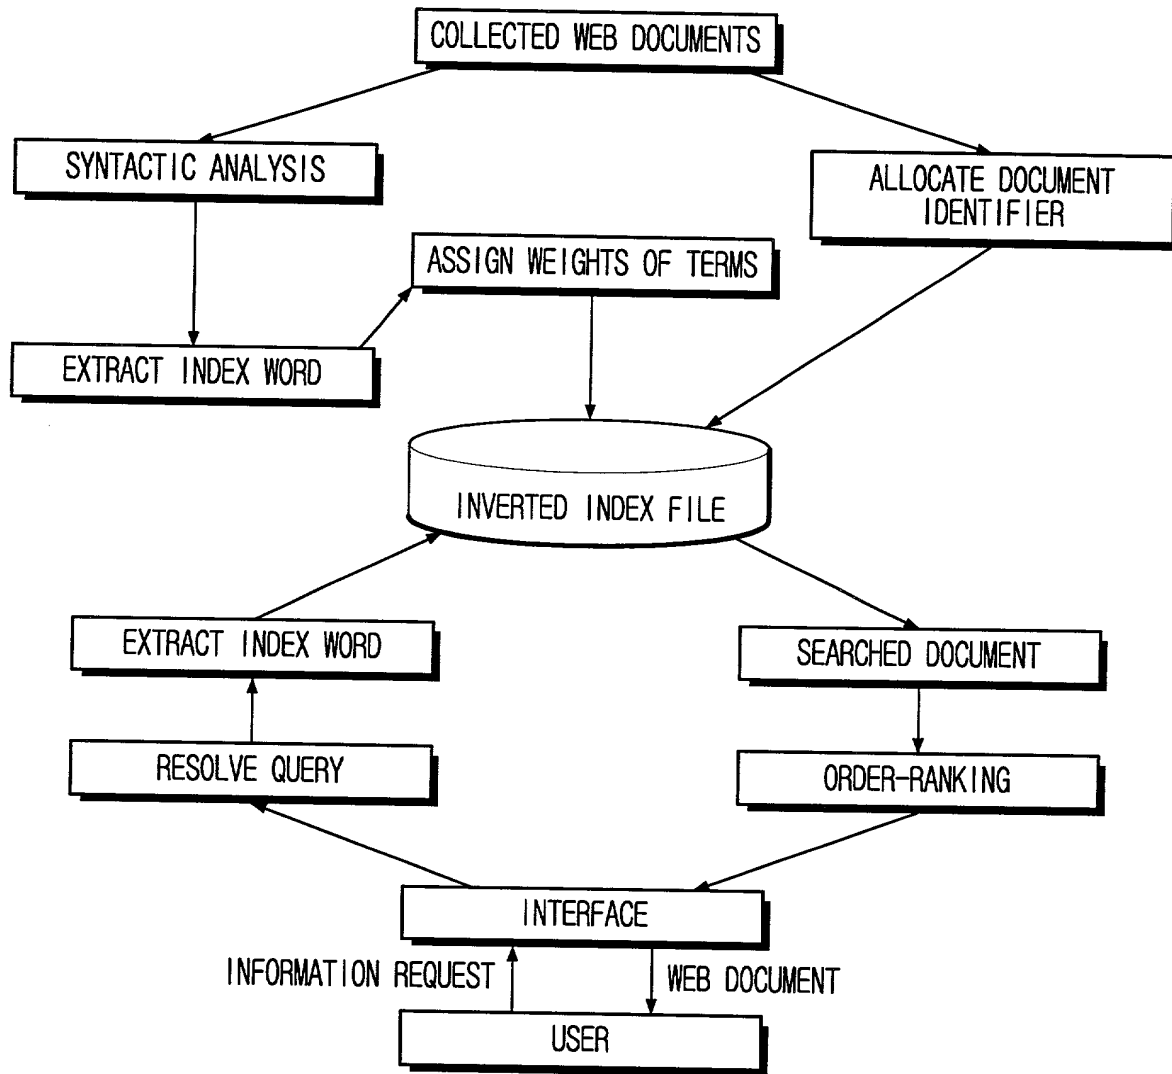 COLLECTED WEB DOCUMENTS
SYNTACTIC ANALYSIS
ALLOCATE DOCUMENT
IDENTIFIER
ASSIGN WEIGHTS OF TERMS
EXTRACT INDEX WORD
INVERTED INDEX FILE
EXTRACT INDEX WORD
SEARCHED DOCUMENT
RESOLVE QUERY
ORDER-RANKING
INTERFACE
INFORMATION REQUEST
WEB DOCUMENT
USER